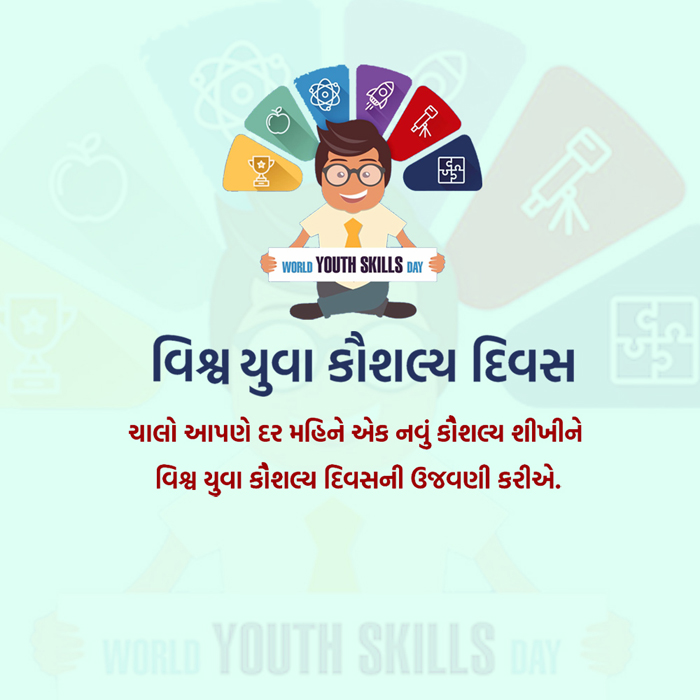 WORLD YOUTH SKILLS DAY
વિશ્વ યુવા કૌશલ્ય દિવસ
ચાલો આપણે દર મહિને એક નવું કૌશલ્ય શીખીને
વિશ્વ યુવા કૌશલ્ય દિવસની ઉજવણી કરીએ.
WORLD YOUTH SKILLS DAY